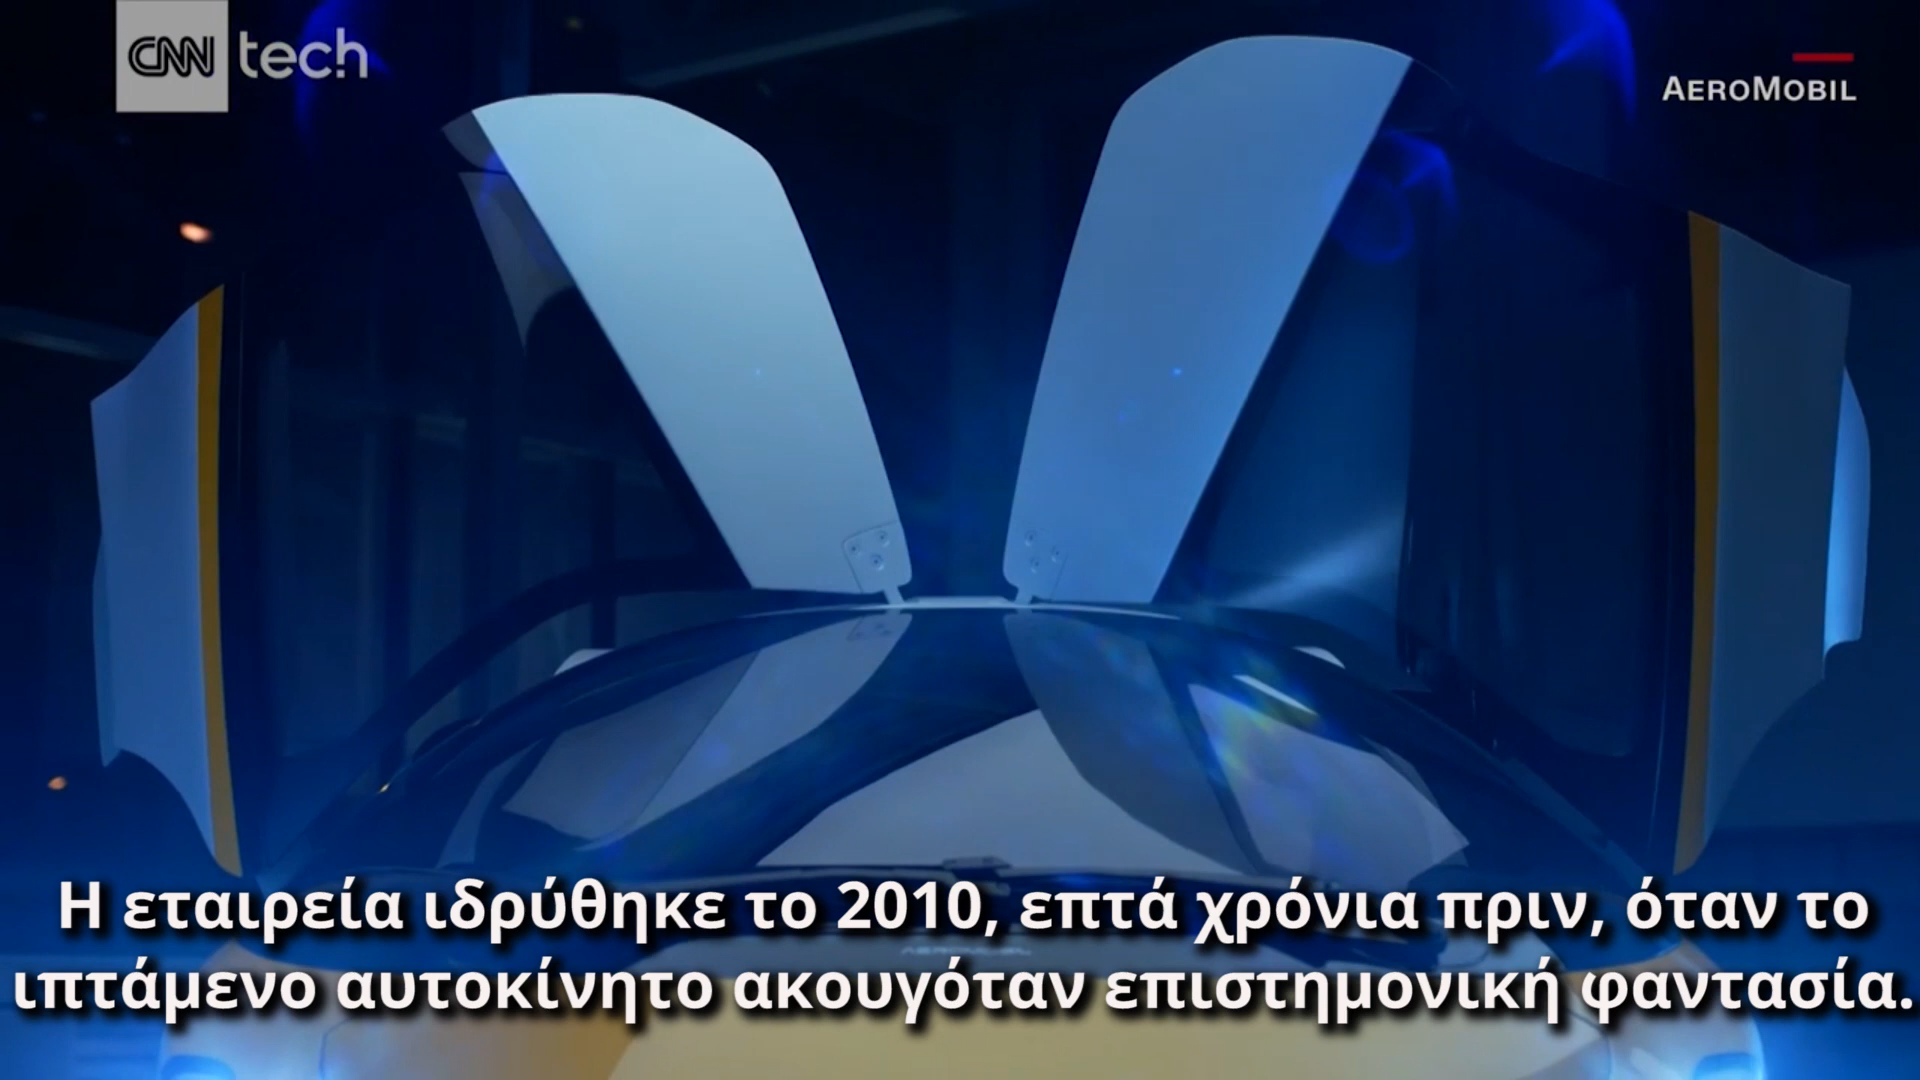 CNN tech
AEROMOBIL
Η εταιρεία ιδρύθηκε το 2010, επτά χρόνια πριν, όταν το
ιπτάμενο αυτοκίνητο ακουγόταν επιστημονική φαντασία.